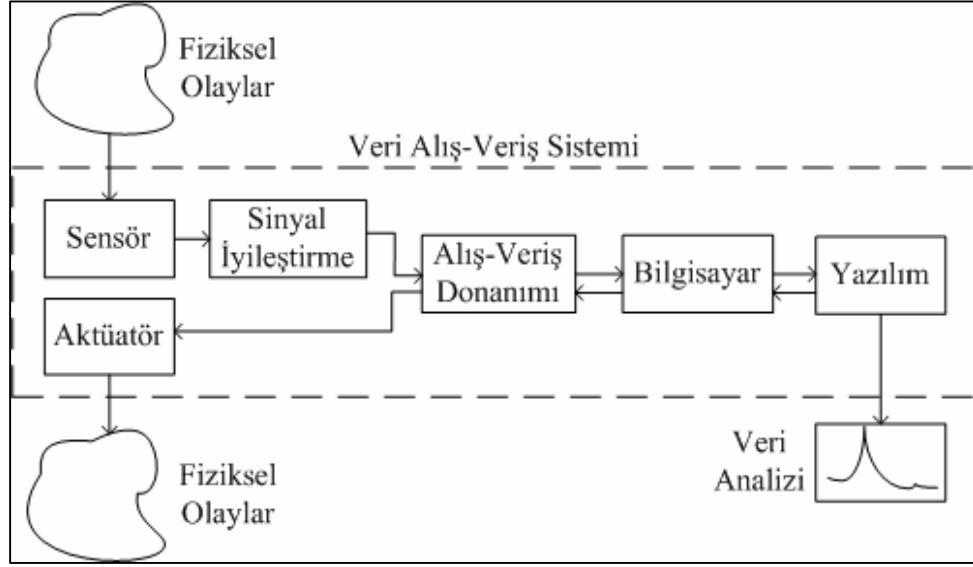 Fiziksel
Olaylar
Veri Alış-Veriş Sistemi
Sensör
Sinyal
İyileştirme
Alış-Veriş
Donanımı
Bilgisayar
Yazılım
Aktüatör
Fiziksel
Olaylar
Veri
Analizi